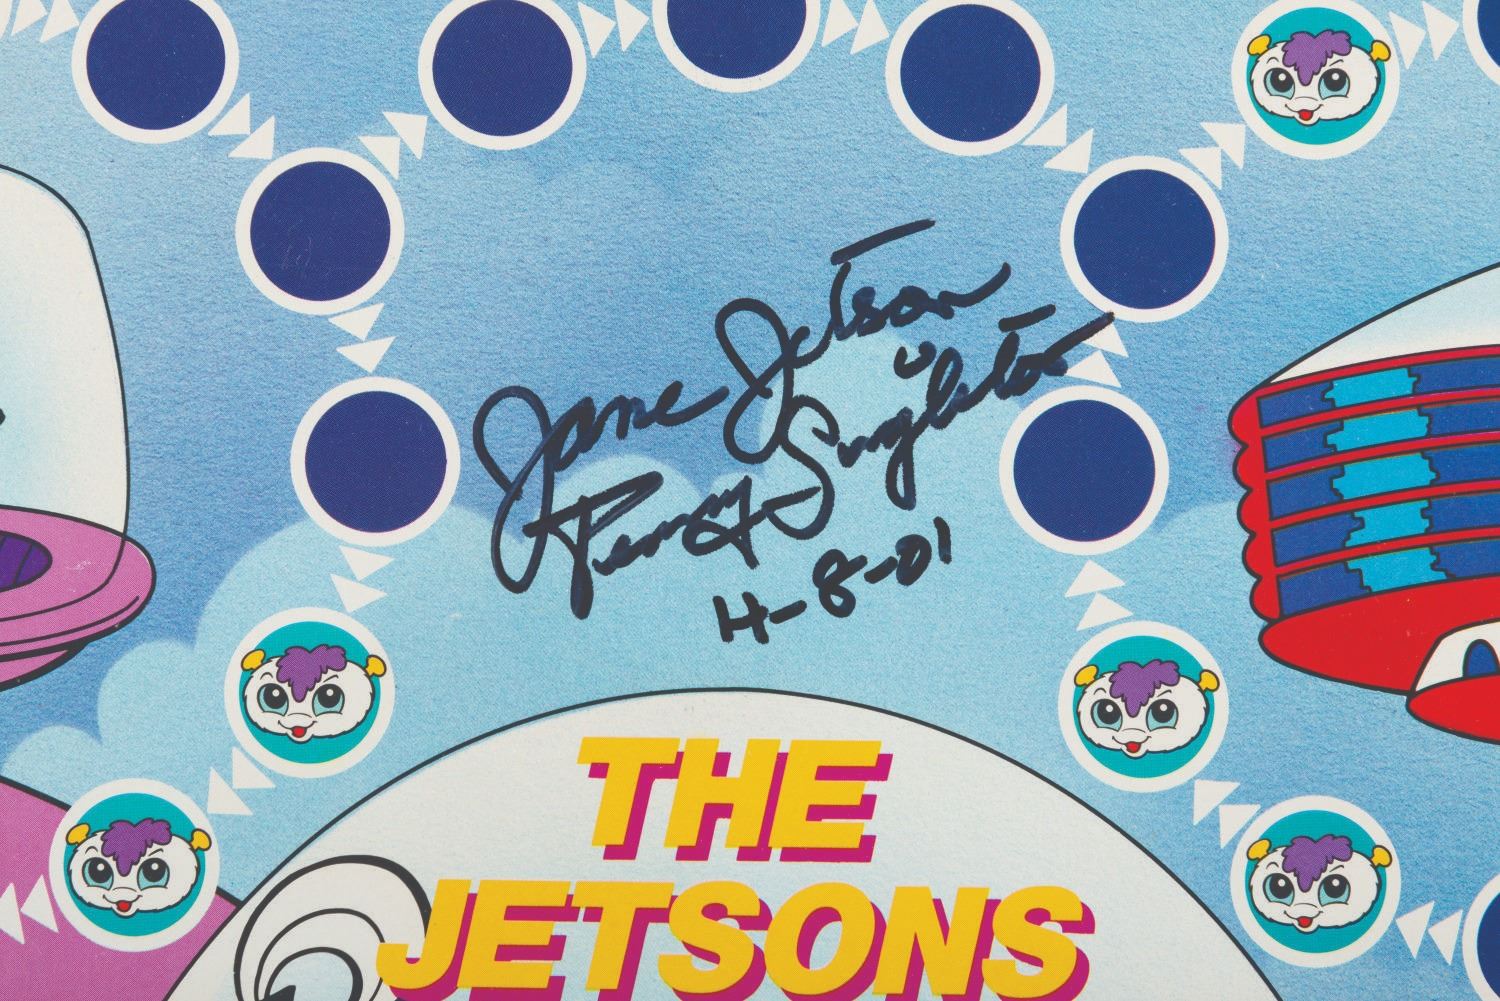 Jane Jetson
Penny Singleton
4-8-01
THE
JETSONS